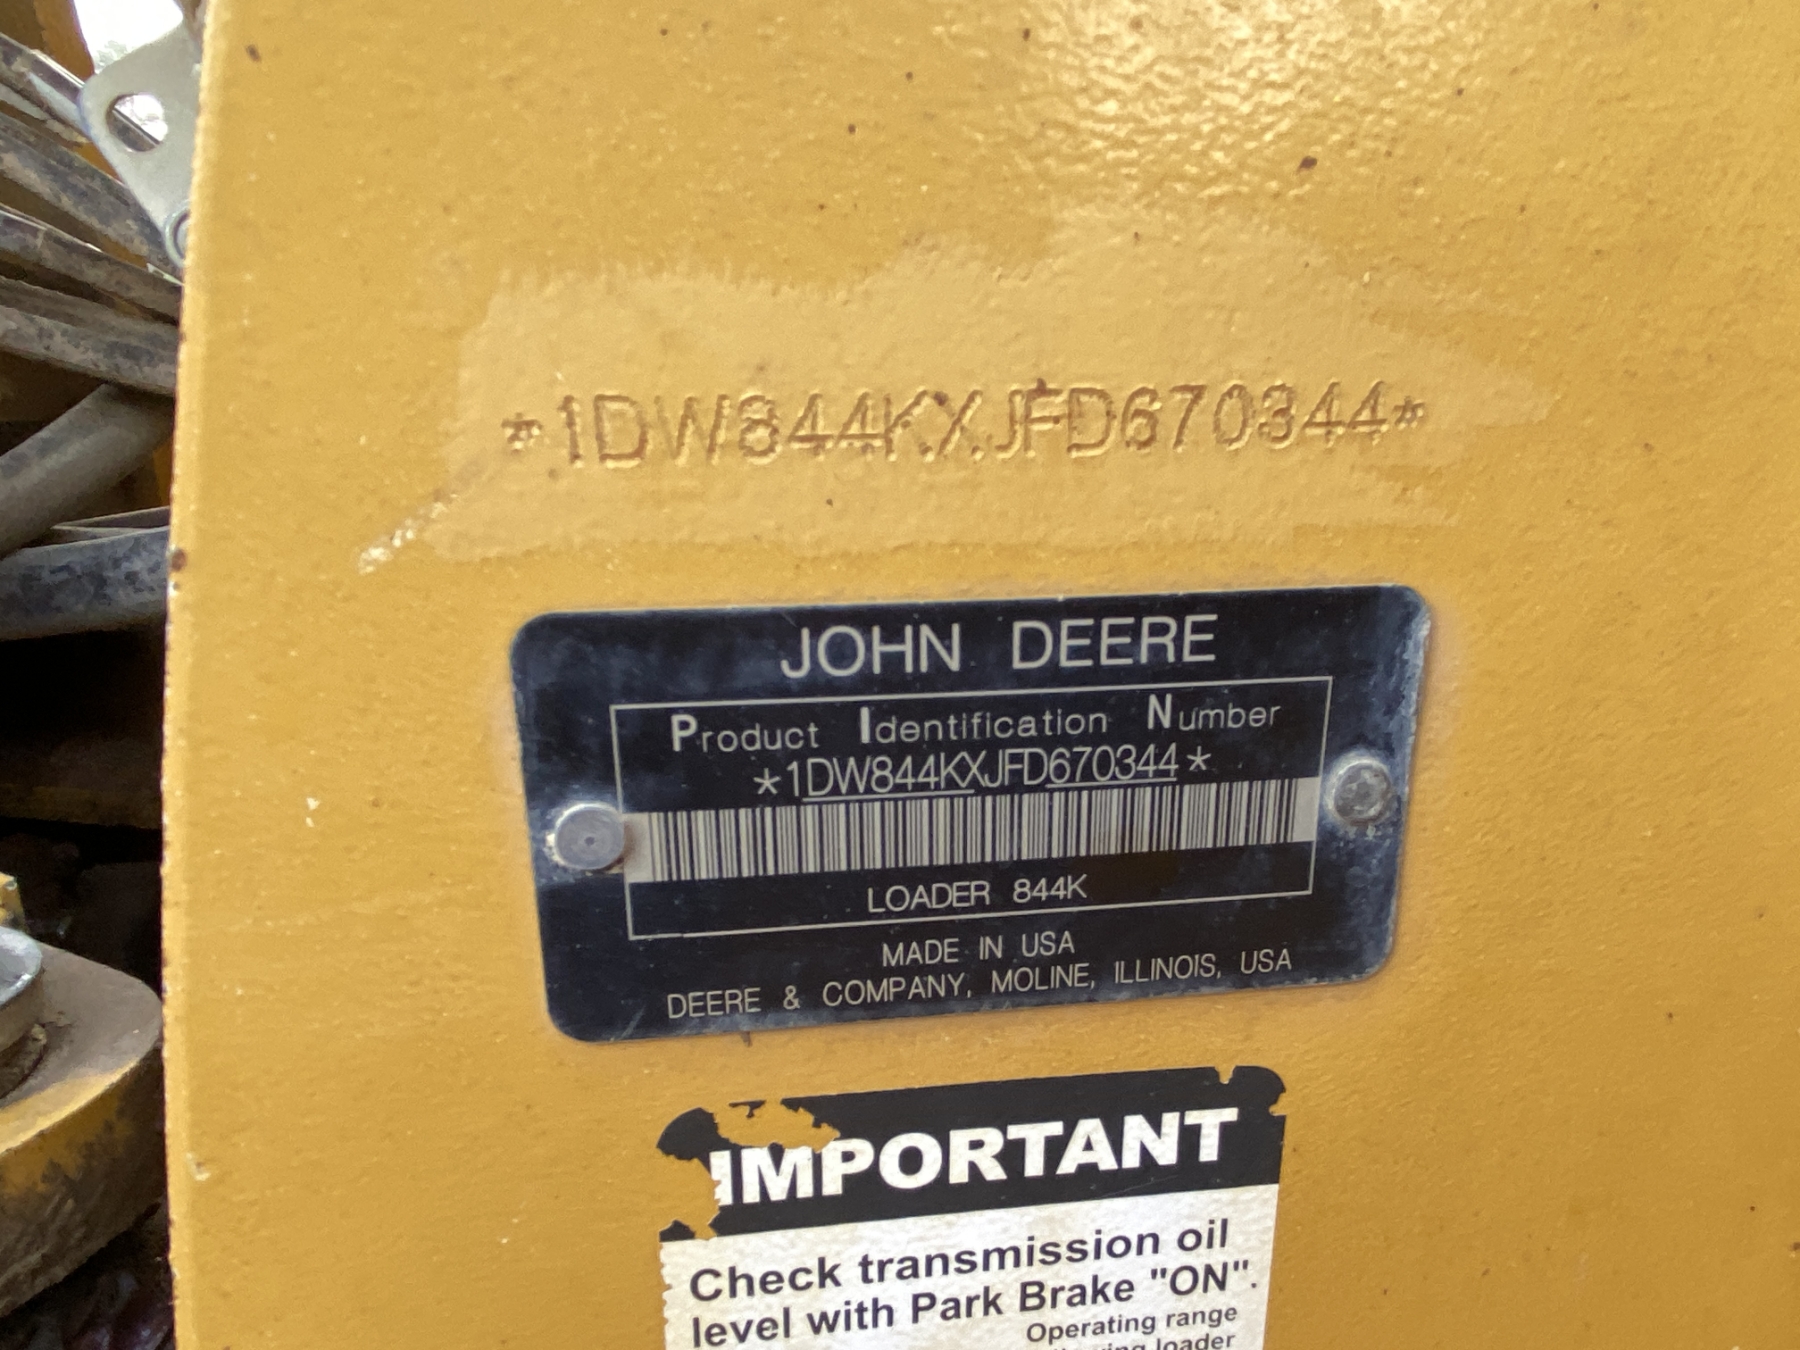 *1DW844KXJFD670344*
JOHN DEERE
Product Identification Number
*1DW844KXJFD670344*
LOADER 844K
MADE IN USA
DEERE & COMPANY, MOLINE, ILLINOIS, USA
IMPORTANT
Check transmission oil
level with Park Brake "ON".
Operating range
loader